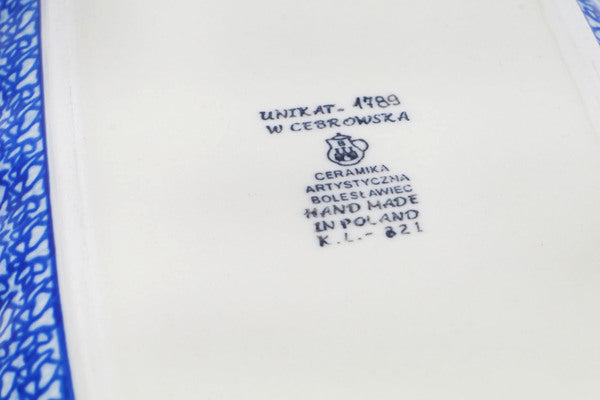 UNIKAT- 1789
W CEBROWSKA
CERAMIKA
ARTYSTYCZNA
BOLESŁAWIEC
HAND MADE
IN POLAND
K.L.- 221